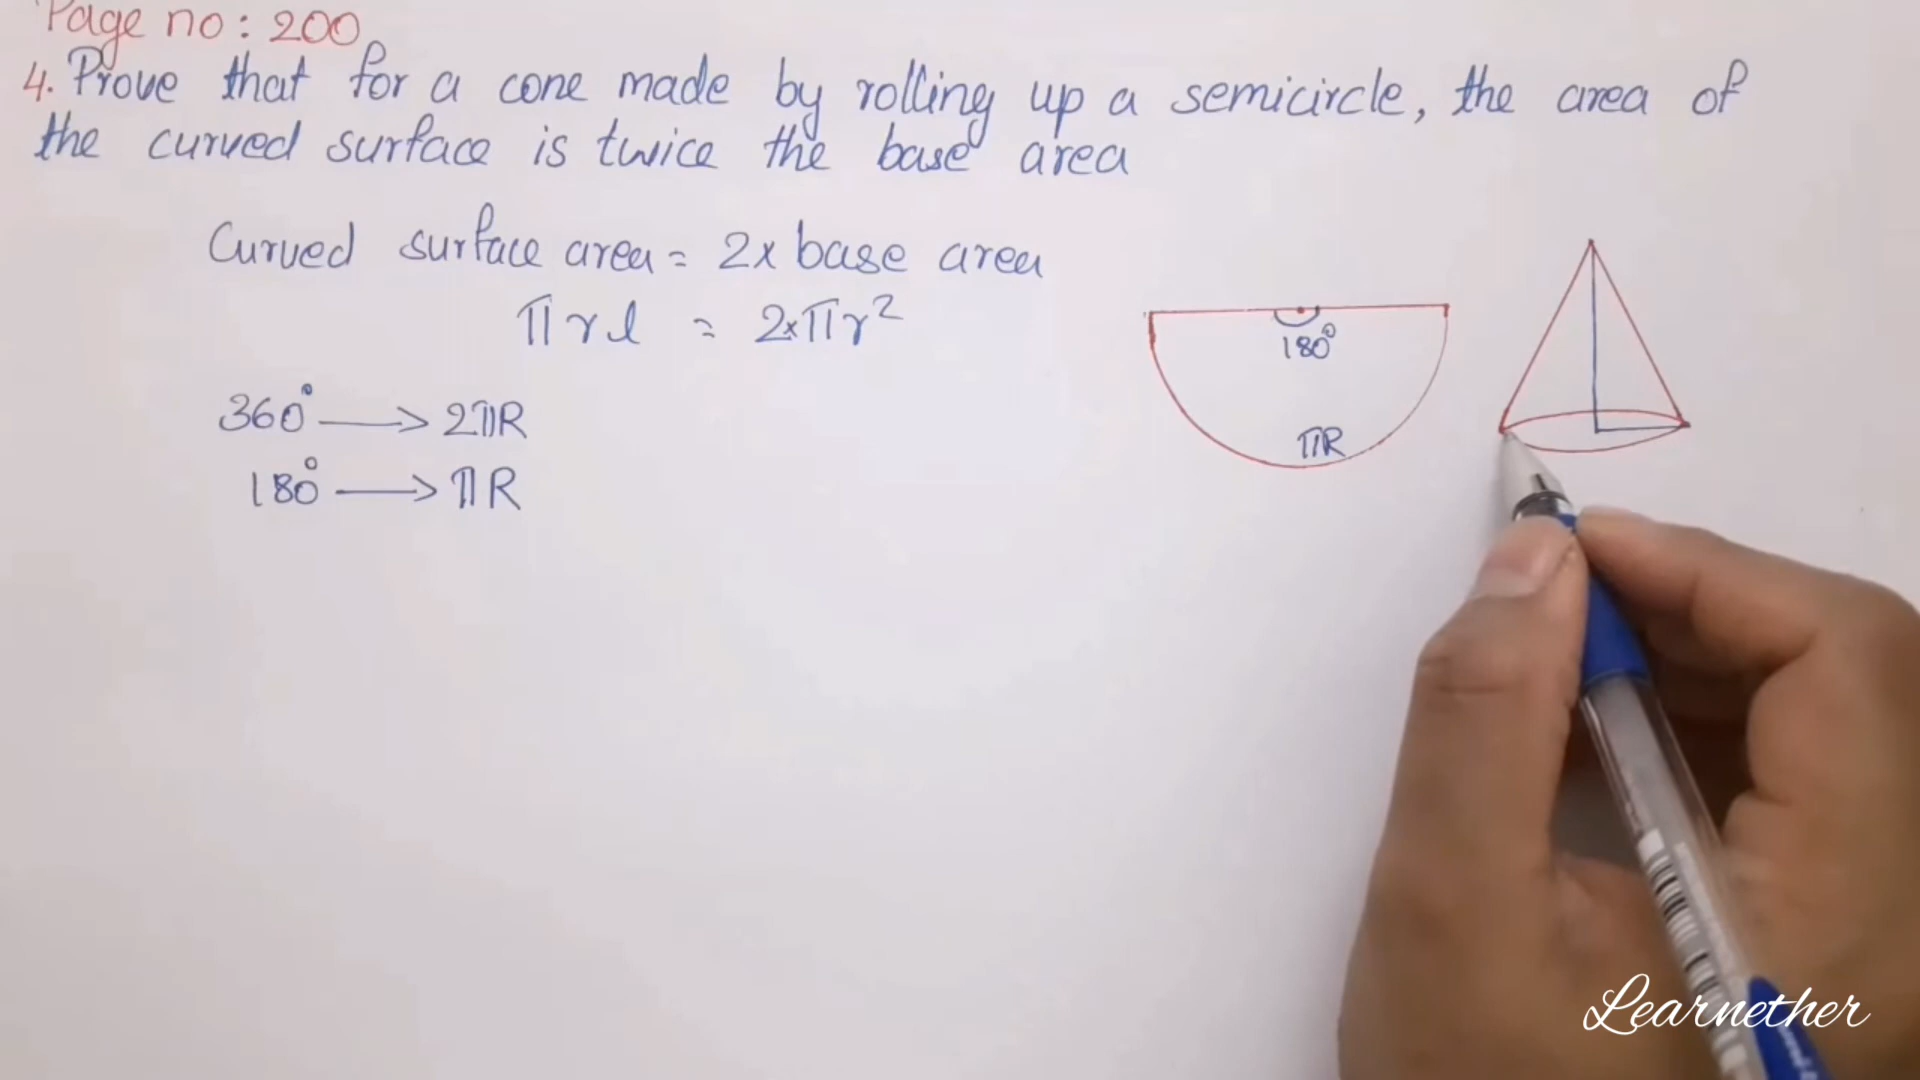 Page no: 200
4. Prove that for a cone made by rolling up a semicircle, the area of
the curved surface is twice the base area
Curved surface area = 2x base area
πrl = 2×πr²
360° → 2πR
180° → πR
180°
πR
Learnether